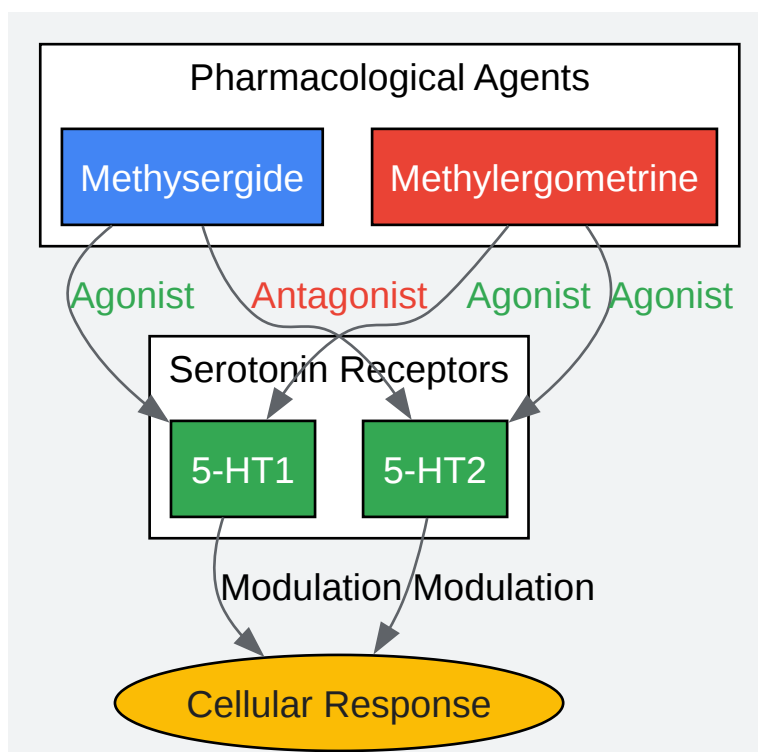 Pharmacological Agents
Methysergide
Methylergometrine
Agonist
Antagonist
Agonist
Agonist
Serotonin Receptors
5-HT1
5-HT2
Modulation
Modulation
Cellular Response